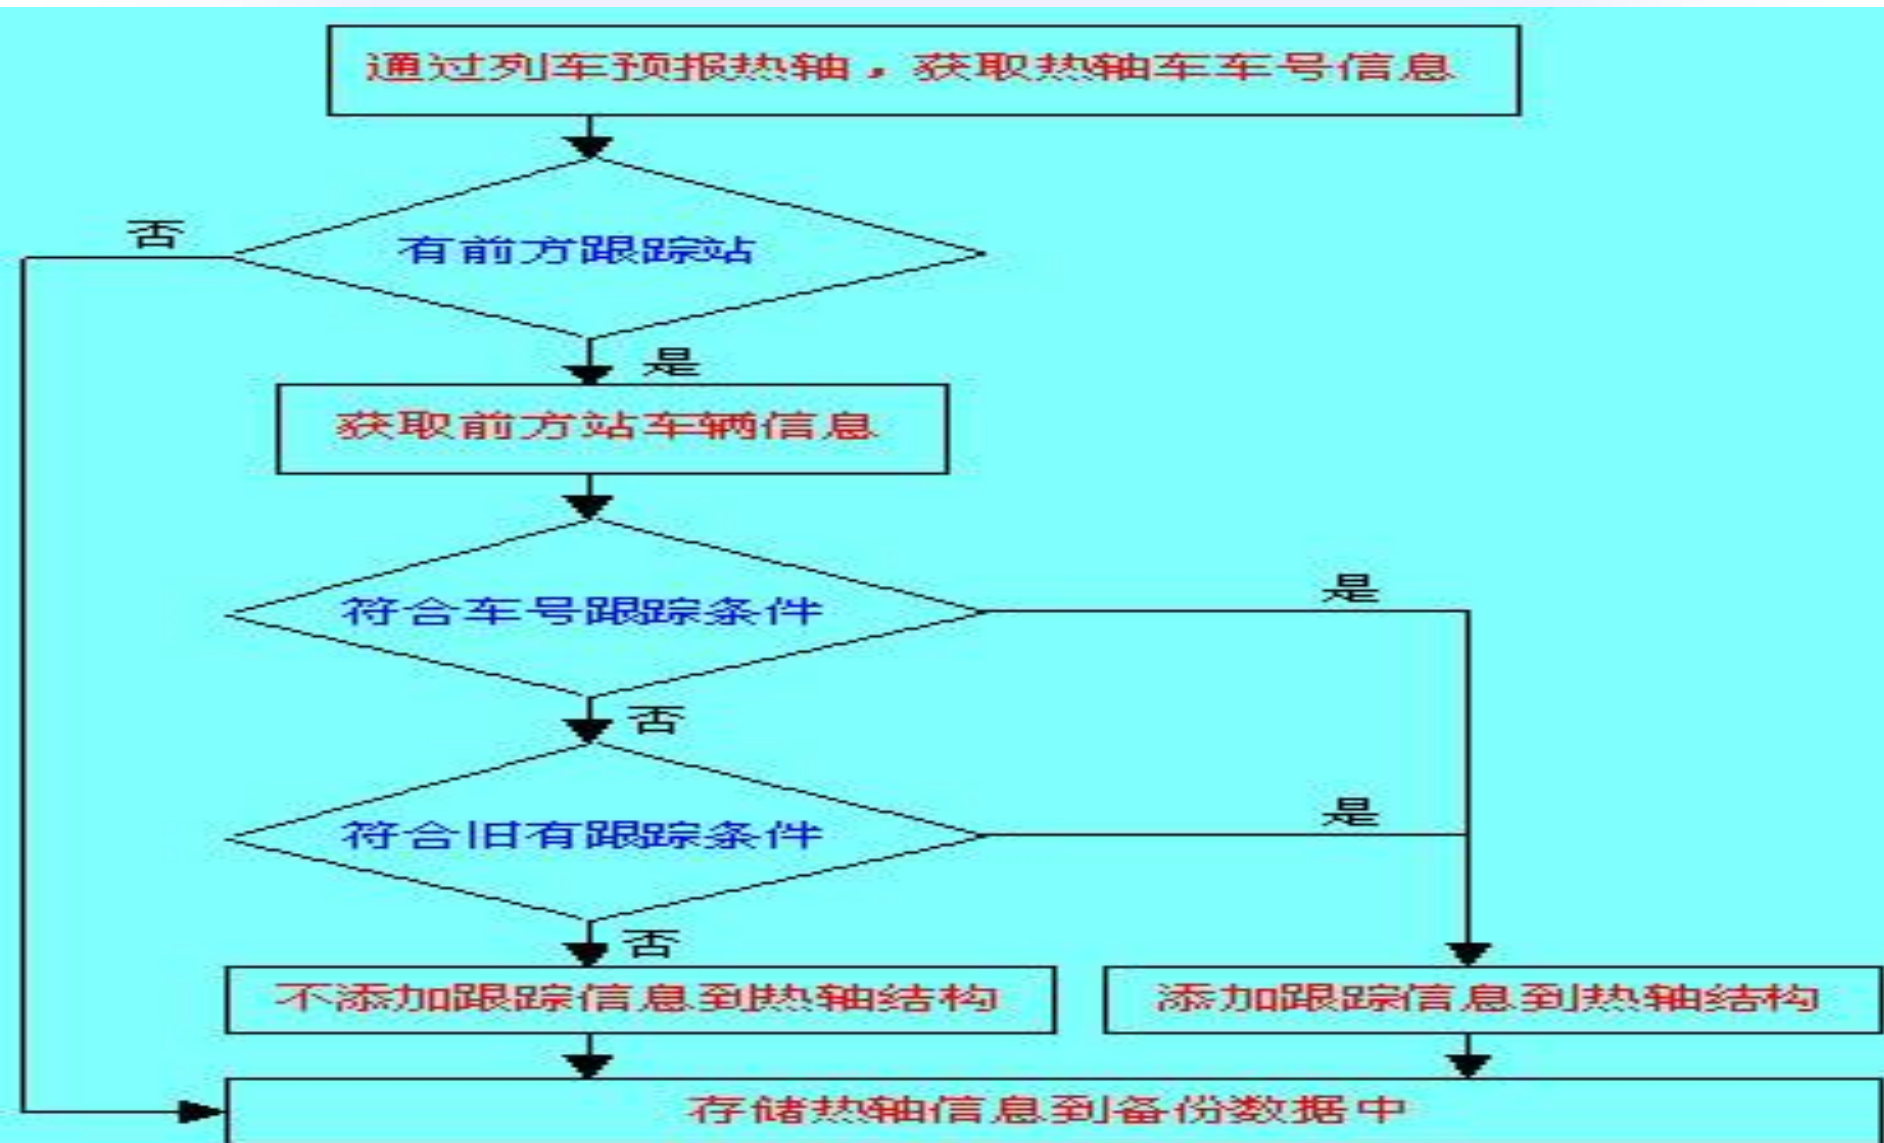 通过列车预报热轴，获取热轴车车号信息
否
有前方跟踪站
是
获取前方站车辆信息
符合车号跟踪条件
是
否
符合旧有跟踪条件
是
否
不添加跟踪信息到热轴结构
添加跟踪信息到热轴结构
存储热轴信息到备份数据中